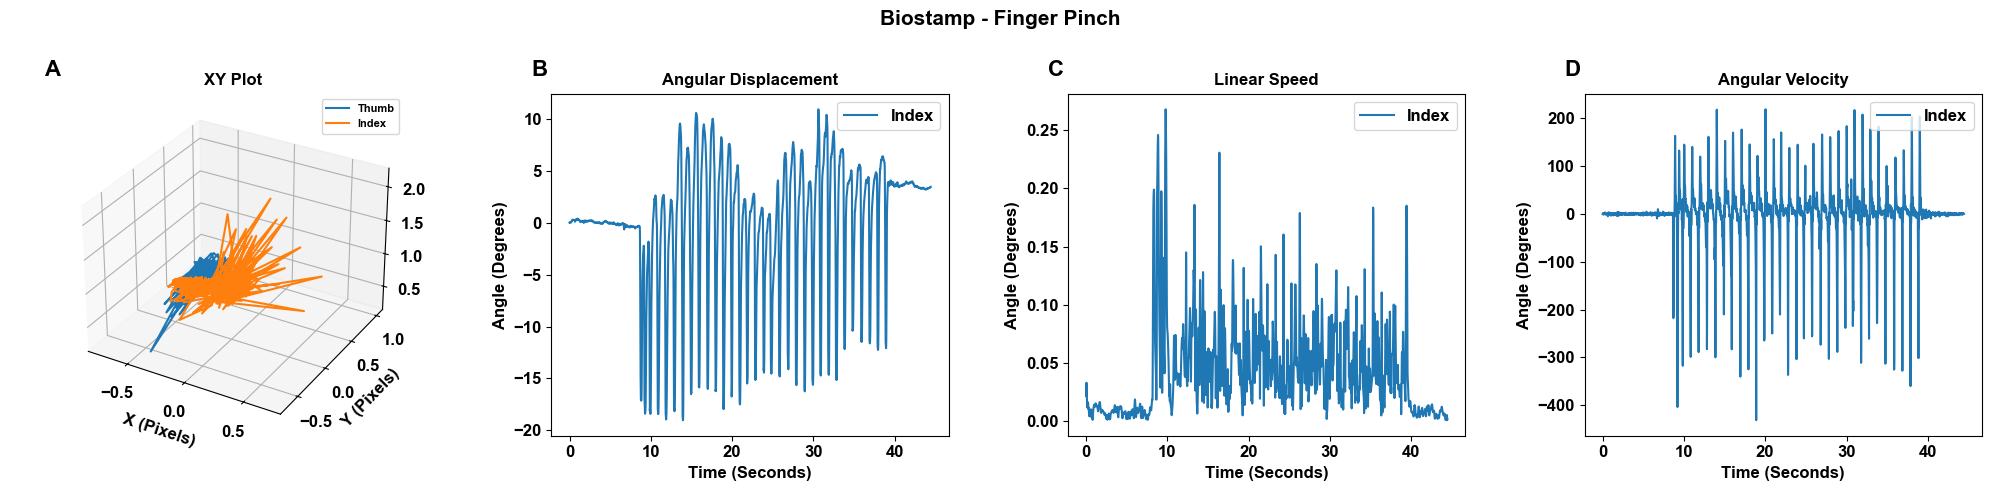 Biostamp - Finger Pinch
A
XY Plot
Thumb
Index
2.0
1.5
1.0
0.5
1.0
0.5
0.0
−0.5
Y (Pixels)
−0.5
0.0
0.5
X (Pixels)
B
Angular Displacement
Index
10
5
0
−5
−10
−15
−20
Angle (Degrees)
0 10 20 30 40
Time (Seconds)
C
Linear Speed
Index
0.25
0.20
0.15
0.10
0.05
0.00
Angle (Degrees)
0 10 20 30 40
Time (Seconds)
D
Angular Velocity
Index
200
100
0
−100
−200
−300
−400
Angle (Degrees)
0 10 20 30 40
Time (Seconds)